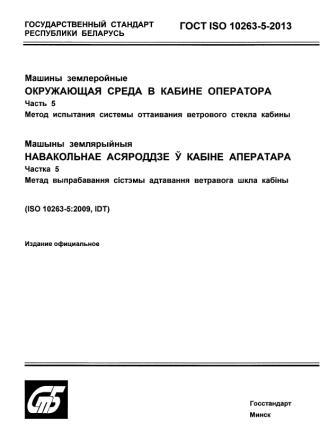 ГОСУДАРСТВЕННЫЙ СТАНДАРТ
РЕСПУБЛИКИ БЕЛАРУСЬ
ГОСТ ISO 10263-5-2013
Машины землеройные
ОКРУЖАЮЩАЯ СРЕДА В КАБИНЕ ОПЕРАТОРА
Часть 5
Метод испытания системы оттаивания ветрового стекла кабины
Машыны землярыйныя
НАВАКОЛЬНАЕ АСЯРОДДЗЕ Ў КАБІНЕ АПЕРАТАРА
Частка 5
Метад выпрабавання сістэмы адтавання ветравога шкла кабіны
(ISO 10263-5:2009, IDT)
Издание официальное
СТБ
Госстандарт
Минск